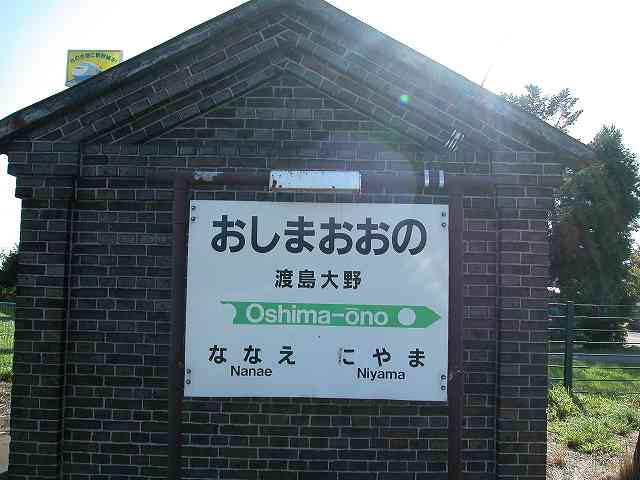 おしまおおの
渡島大野
Oshima-ōno
ななえ にやま
Nanae Niyama